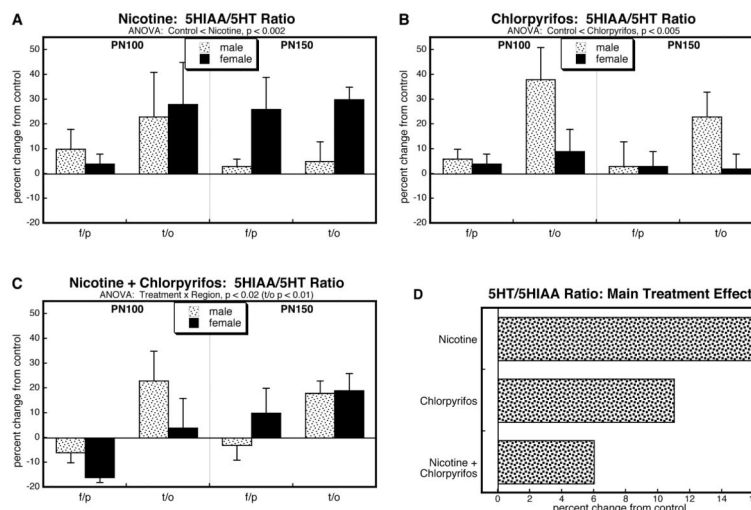 A
Nicotine: 5HIAA/5HT Ratio
ANOVA: Control < Nicotine, p < 0.002
PN100
PN150
male
female
percent change from control
50
40
30
20
10
0
-10
-20
f/p
t/o
f/p
t/o
B
Chlorpyrifos: 5HIAA/5HT Ratio
ANOVA: Control < Chlorpyrifos, p < 0.005
PN100
PN150
male
female
percent change from control
50
40
30
20
10
0
-10
-20
f/p
t/o
f/p
t/o
C
Nicotine + Chlorpyrifos: 5HIAA/5HT Ratio
ANOVA: Treatment x Region, p < 0.02 (t/o p < 0.01)
PN100
PN150
male
female
percent change from control
50
40
30
20
10
0
-10
-20
f/p
t/o
f/p
t/o
D
5HT/5HIAA Ratio: Main Treatment Effect
Nicotine
Chlorpyrifos
Nicotine +
Chlorpyrifos
0 2 4 6 8 10 12 14
percent change from control